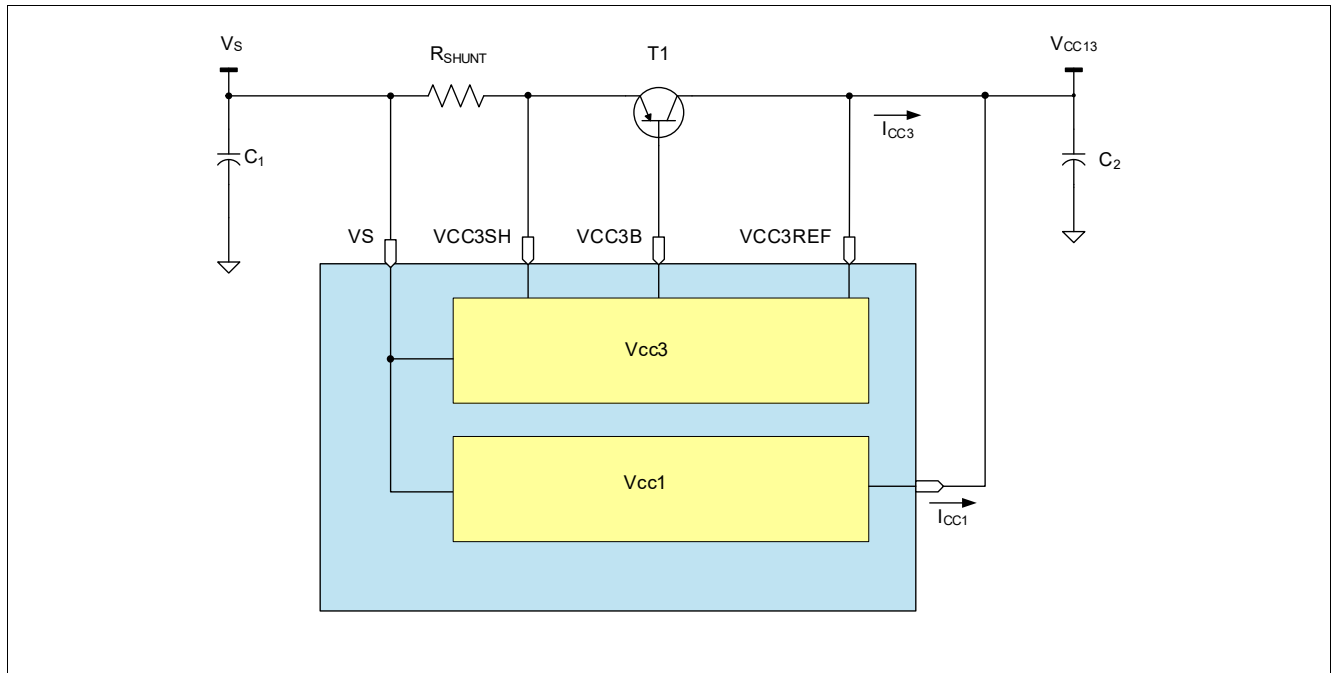 VS
RSHUNT
T1
VCC13
ICC3
C1
C2
VS
VCC3SH
VCC3B
VCC3REF
Vcc3
Vcc1
ICC1